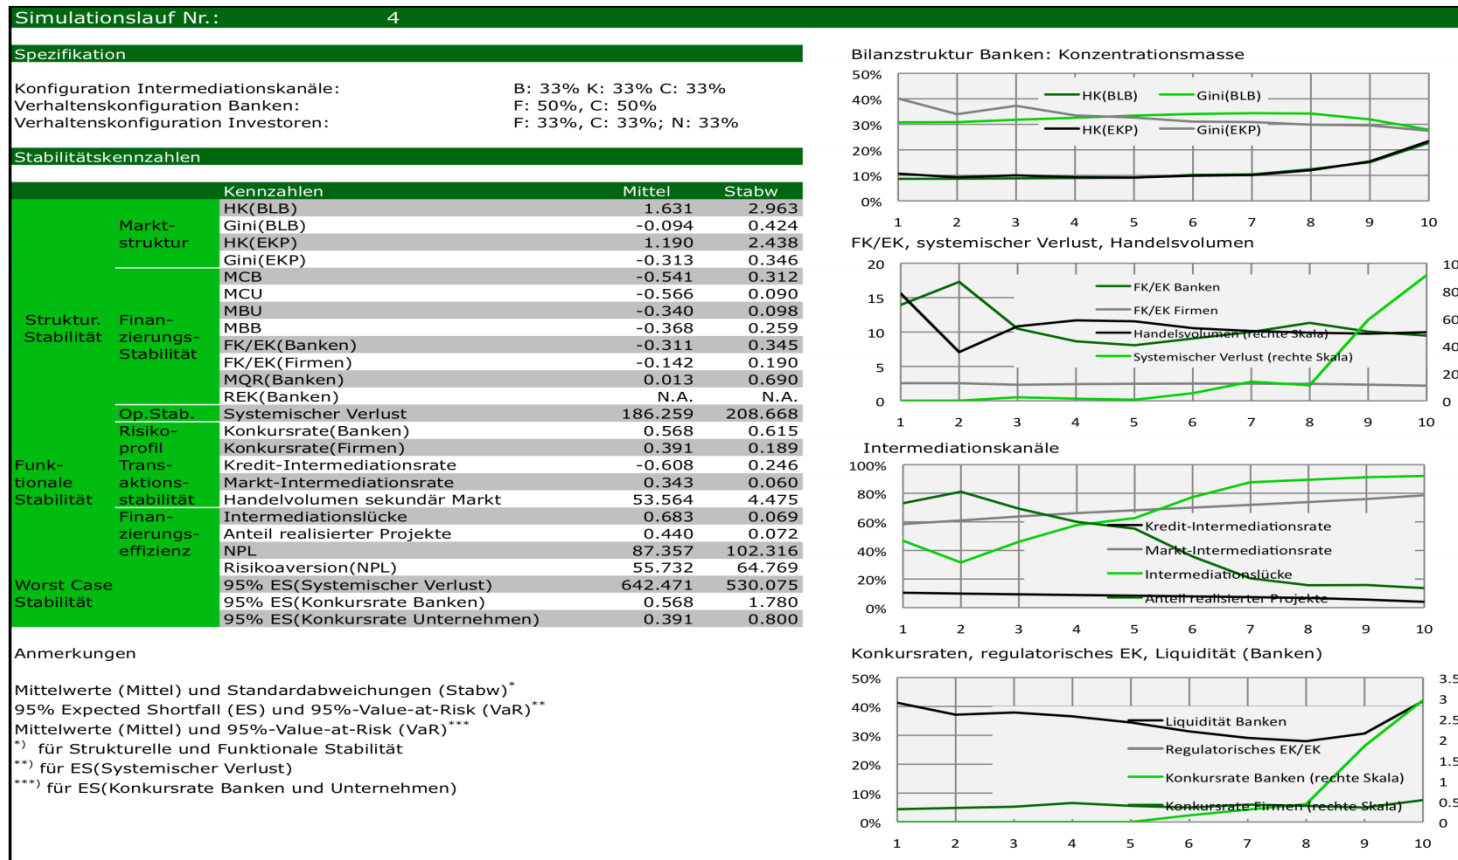 Simulationslauf Nr.: 4
Spezifikation
Konfiguration Intermediationskanäle: B: 33% K: 33% C: 33%
Verhaltenskonfiguration Banken: F: 50%, C: 50%
Verhaltenskonfiguration Investoren: F: 33%, C: 33%; N: 33%
Stabilitätskennzahlen
Kennzahlen Mittel Stabw
HK(BLB) 1.631 2.963
Markt- Gini(BLB) -0.094 0.424
struktur HK(EKP) 1.190 2.438
Gini(EKP) -0.313 0.346
MCB -0.541 0.312
MCU -0.566 0.090
Struktur. Finan- MBU -0.340 0.098
Stabilität zierungs- MBB -0.368 0.259
Stabilität FK/EK(Banken) -0.311 0.345
FK/EK(Firmen) -0.142 0.190
MQR(Banken) 0.013 0.690
REK(Banken) N.A. N.A.
Op.Stab. Systemischer Verlust 186.259 208.668
Risiko- Konkursrate(Banken) 0.568 0.615
profil Konkursrate(Firmen) 0.391 0.189
Funk- Trans- Kredit-Intermediationsrate -0.608 0.246
tionale aktions- Markt-Intermediationsrate 0.343 0.060
Stabilität stabilität Handelvolumen sekundär Markt 53.564 4.475
Finan- Intermediationslücke 0.683 0.069
zierungs- Anteil realisierter Projekte 0.440 0.072
effizienz NPL 87.357 102.316
Risikoaversion(NPL) 55.732 64.769
Worst Case 95% ES(Systemischer Verlust) 642.471 530.075
Stabilität 95% ES(Konkursrate Banken) 0.568 1.780
95% ES(Konkursrate Unternehmen) 0.391 0.800
Anmerkungen
Mittelwerte (Mittel) und Standardabweichungen (Stabw)*
95% Expected Shortfall (ES) und 95%-Value-at-Risk (VaR)**
Mittelwerte (Mittel) und 95%-Value-at-Risk (VaR)***
*) für Strukturelle und Funktionale Stabilität
**) für ES(Systemischer Verlust)
***) für ES(Konkursrate Banken und Unternehmen)
Bilanzstruktur Banken: Konzentrationsmasse
50%
40%
30%
20%
10%
0%
HK(BLB) Gini(BLB)
HK(EKP) Gini(EKP)
1 2 3 4 5 6 7 8 9 10
FK/EK, systemischer Verlust, Handelsvolumen
20 10
15 80
10 60
40
5 20
0 0
FK/EK Banken
FK/EK Firmen
Handelsvolumen (rechte Skala)
Systemischer Verlust (rechte Skala)
1 2 3 4 5 6 7 8 9 10
Intermediationskanäle
100%
80%
60%
40%
20%
0%
Kredit-Intermediationsrate
Markt-Intermediationsrate
Intermediationslücke
Anteil realisierter Projekte
1 2 3 4 5 6 7 8 9 10
Konkursraten, regulatorisches EK, Liquidität (Banken)
50% 3.5
40% 3
30% 2.5
20% 2
10% 1.5
0% 1
0.5
0
Liquidität Banken
Regulatorisches EK/EK
Konkursrate Banken (rechte Skala)
Konkursrate Firmen (rechte Skala)
1 2 3 4 5 6 7 8 9 10